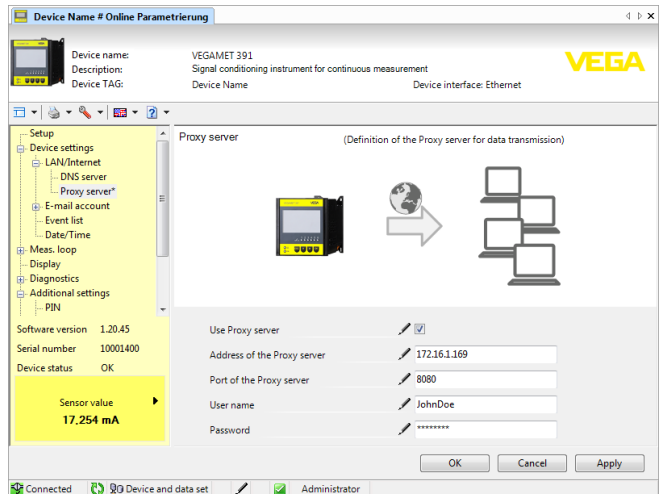 Device Name # Online Parametrierung
Device name: VEGAMET 391
Description: Signal conditioning instrument for continuous measurement
Device TAG: Device Name Device interface: Ethernet
VEGA
Setup
Device settings
LAN/Internet
DNS server
Proxy server*
E-mail account
Event list
Date/Time
Meas. loop
Display
Diagnostics
Additional settings
PIN
Software version 1.20.45
Serial number 10001400
Device status OK
Sensor value
17,254 mA
Proxy server (Definition of the Proxy server for data transmission)
Use Proxy server
Address of the Proxy server 172.16.1.169
Port of the Proxy server 8080
User name JohnDoe
Password ********
OK Cancel Apply
Connected Device and data set Administrator